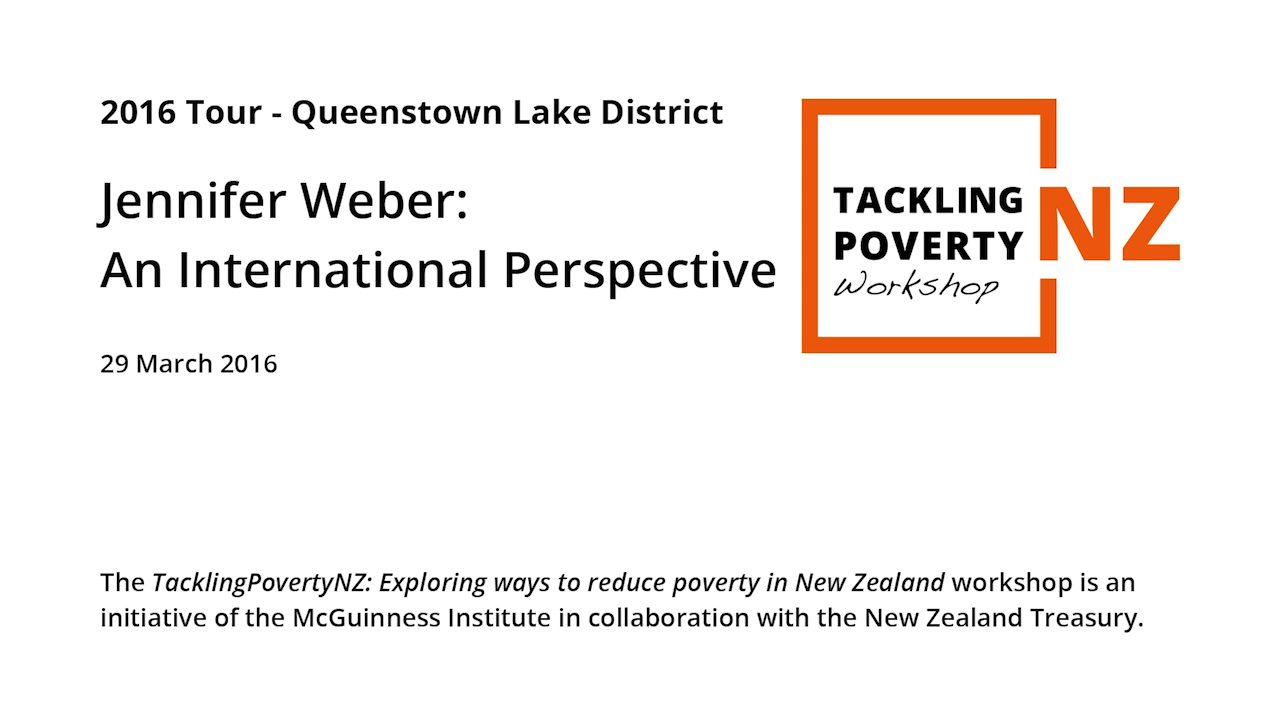 2016 Tour - Queenstown Lake District
Jennifer Weber:
An International Perspective
29 March 2016
TACKLING
POVERTY
Workshop
NZ
The TacklingPovertyNZ: Exploring ways to reduce poverty in New Zealand workshop is an
initiative of the McGuinness Institute in collaboration with the New Zealand Treasury.